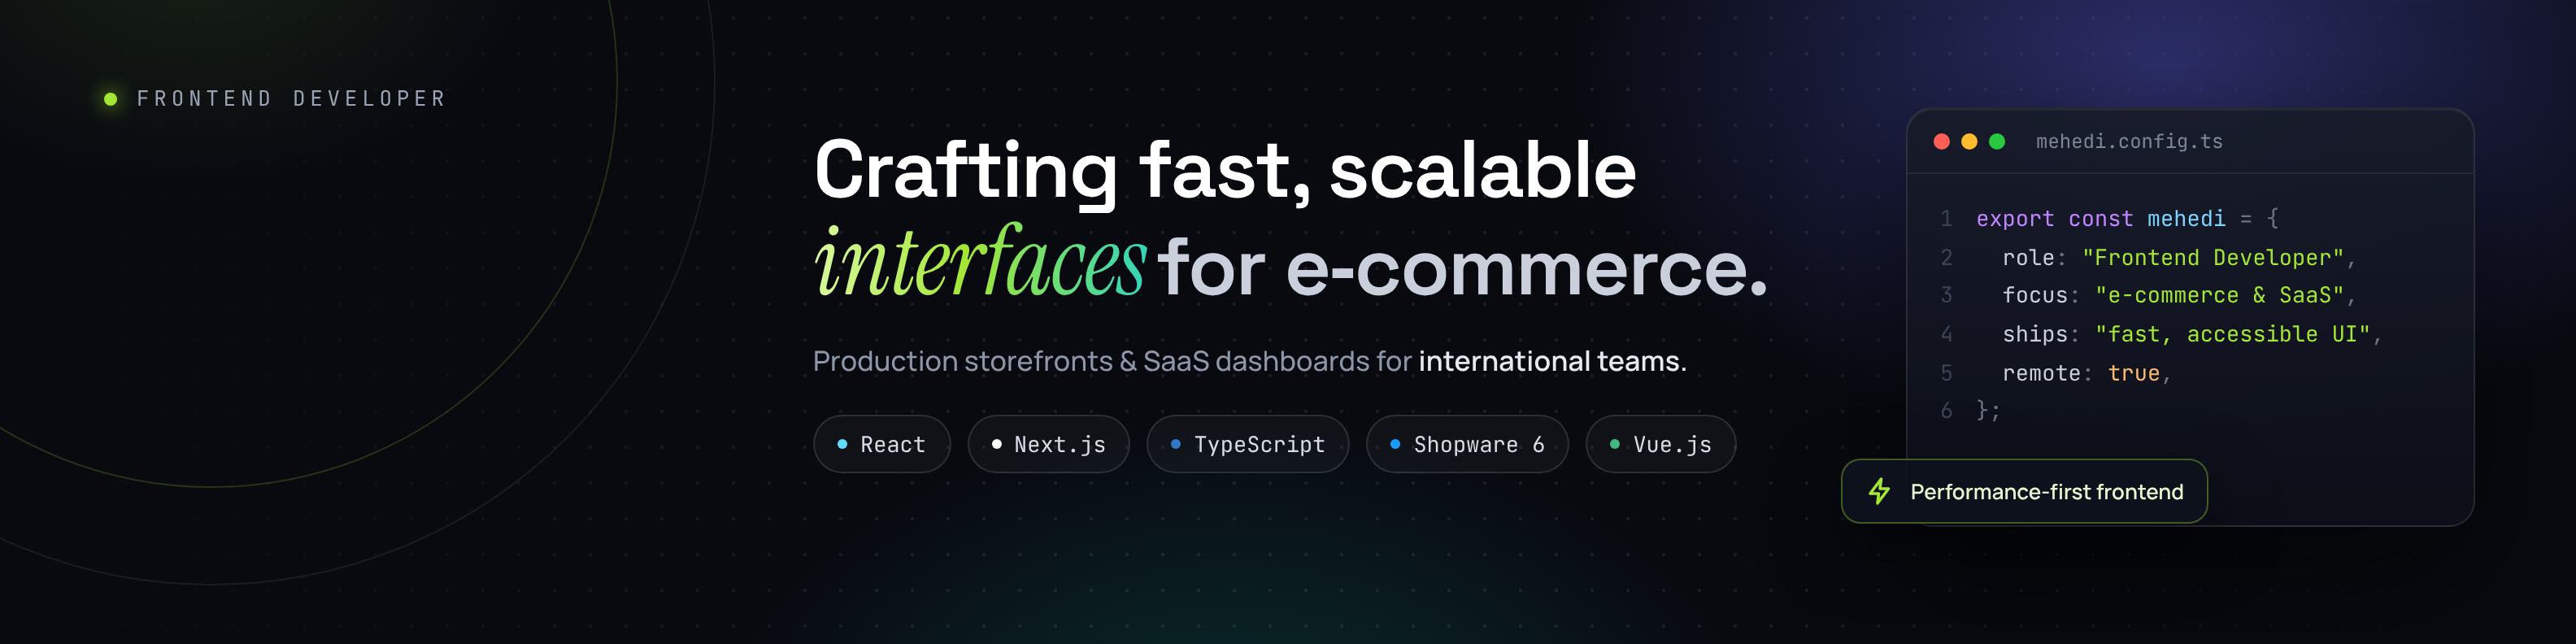 FRONTEND DEVELOPER
Crafting fast, scalable
interfaces for e-commerce.
Production storefronts & SaaS dashboards for international teams.
React
Next.js
TypeScript
Shopware 6
Vue.js
mehedi.config.ts
1 export const mehedi = {
2 role: "Frontend Developer",
3 focus: "e-commerce & SaaS",
4 ships: "fast, accessible UI",
5 remote: true,
6 };
Performance-first frontend